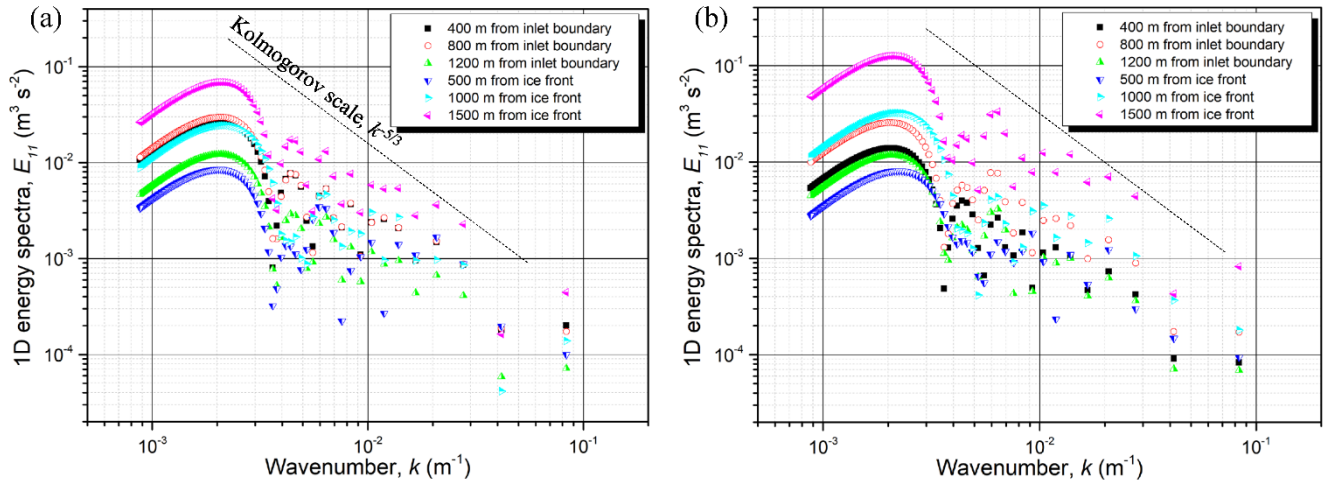 (a)
10⁻¹
10⁻²
10⁻³
10⁻⁴
1D energy spectra, E₁₁ (m³ s⁻²)
Kolmogorov scale, k⁻⁵/³
400 m from inlet boundary
800 m from inlet boundary
1200 m from inlet boundary
500 m from ice front
1000 m from ice front
1500 m from ice front
10⁻³
10⁻²
10⁻¹
Wavenumber, k (m⁻¹)
(b)
10⁻¹
10⁻²
10⁻³
10⁻⁴
1D energy spectra, E₁₁ (m³ s⁻²)
400 m from inlet boundary
800 m from inlet boundary
1200 m from inlet boundary
500 m from ice front
1000 m from ice front
1500 m from ice front
10⁻³
10⁻²
10⁻¹
Wavenumber, k (m⁻¹)